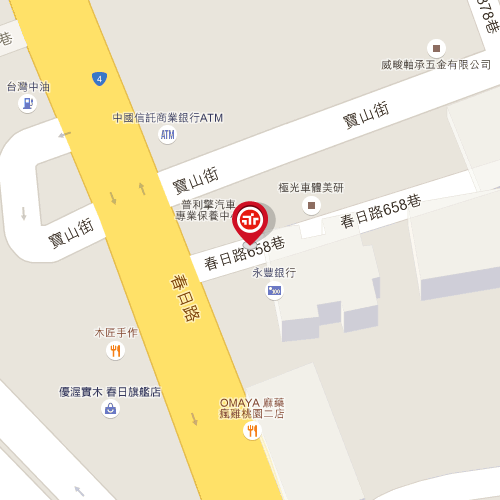 878巷
巷
4
威畯軸承五金有限公司
台灣中油
中國信託商業銀行ATM
ATM
寶山街
寶山街
極光車體美研
普利擎汽車
專業保養中
春日路658巷
寶山街
春日路658巷
永豐銀行
100
春日路
木匠手作
優渥實木 春日旗艦店
OMAYA 麻藥
瘋雞桃園二店